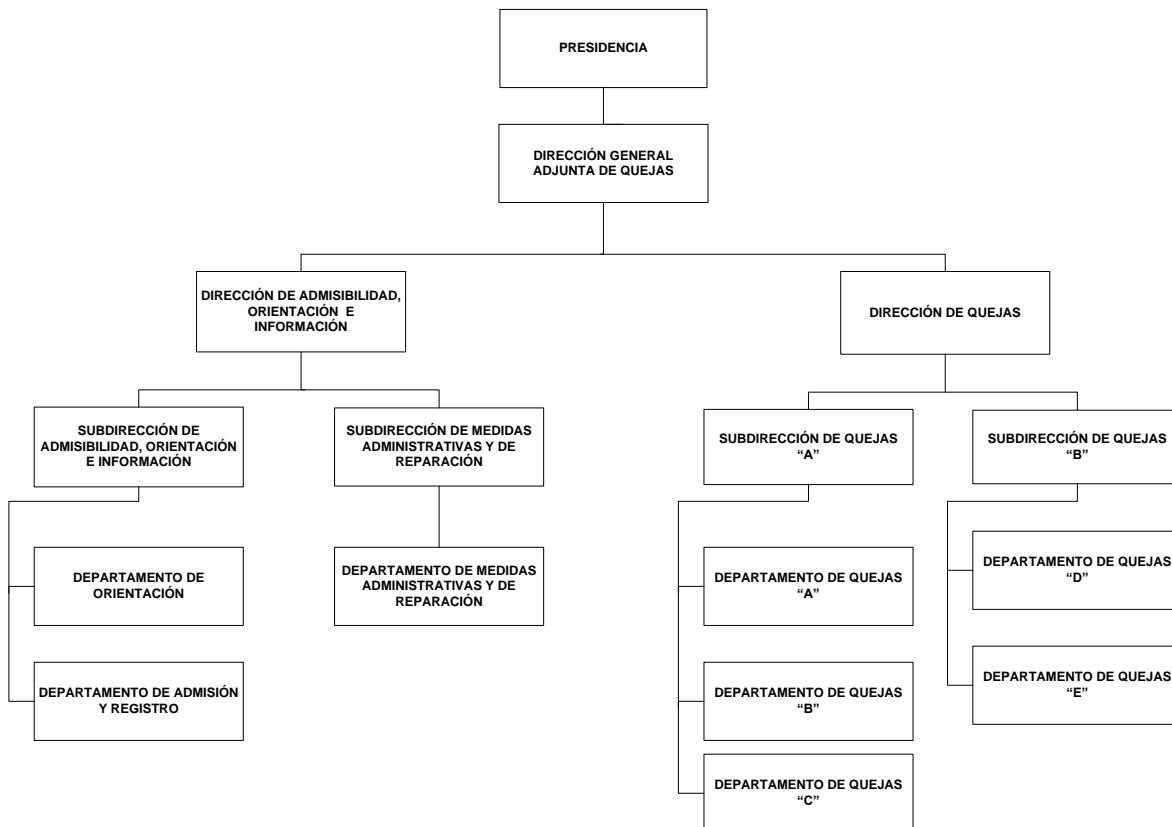 PRESIDENCIA
DIRECCIÓN GENERAL
ADJUNTA DE QUEJAS
DIRECCIÓN DE ADMISIBILIDAD,
ORIENTACIÓN E
INFORMACIÓN
DIRECCIÓN DE QUEJAS
SUBDIRECCIÓN DE
ADMISIBILIDAD, ORIENTACIÓN
E INFORMACIÓN
SUBDIRECCIÓN DE MEDIDAS
ADMINISTRATIVAS Y DE
REPARACIÓN
SUBDIRECCIÓN DE QUEJAS
“A”
SUBDIRECCIÓN DE QUEJAS
“B”
DEPARTAMENTO DE
ORIENTACIÓN
DEPARTAMENTO DE MEDIDAS
ADMINISTRATIVAS Y DE
REPARACIÓN
DEPARTAMENTO DE QUEJAS
“A”
DEPARTAMENTO DE QUEJAS
“D”
DEPARTAMENTO DE ADMISIÓN
Y REGISTRO
DEPARTAMENTO DE QUEJAS
“B”
DEPARTAMENTO DE QUEJAS
“E”
DEPARTAMENTO DE QUEJAS
“C”